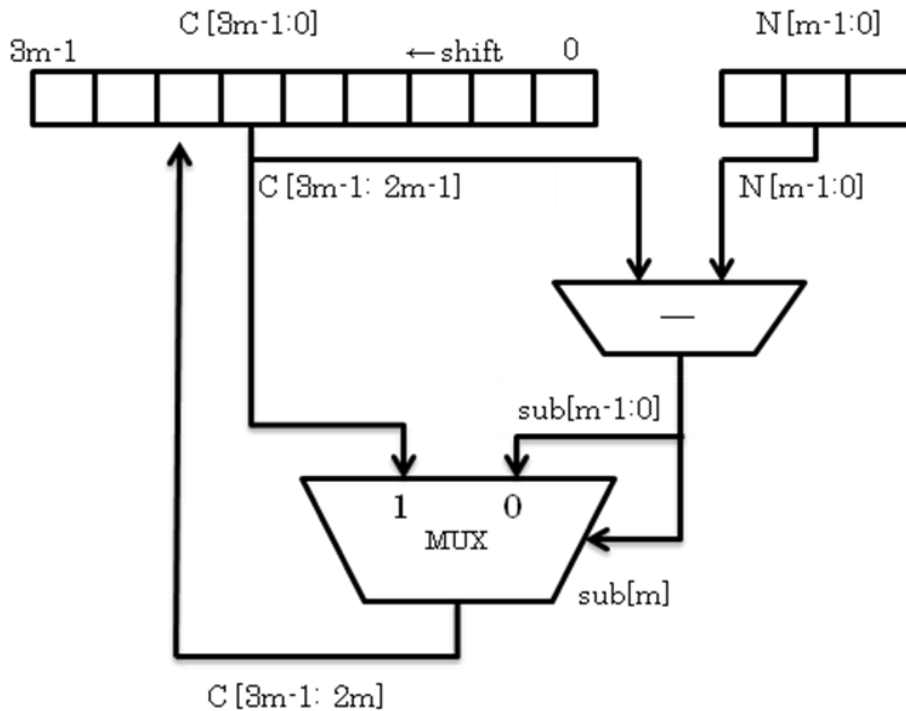 C[3m-1:0]
N[m-1:0]
3m-1
←shift
0
C[3m-1: 2m-1]
N[m-1:0]
—
sub[m-1:0]
1
0
MUX
sub[m]
C[3m-1: 2m]